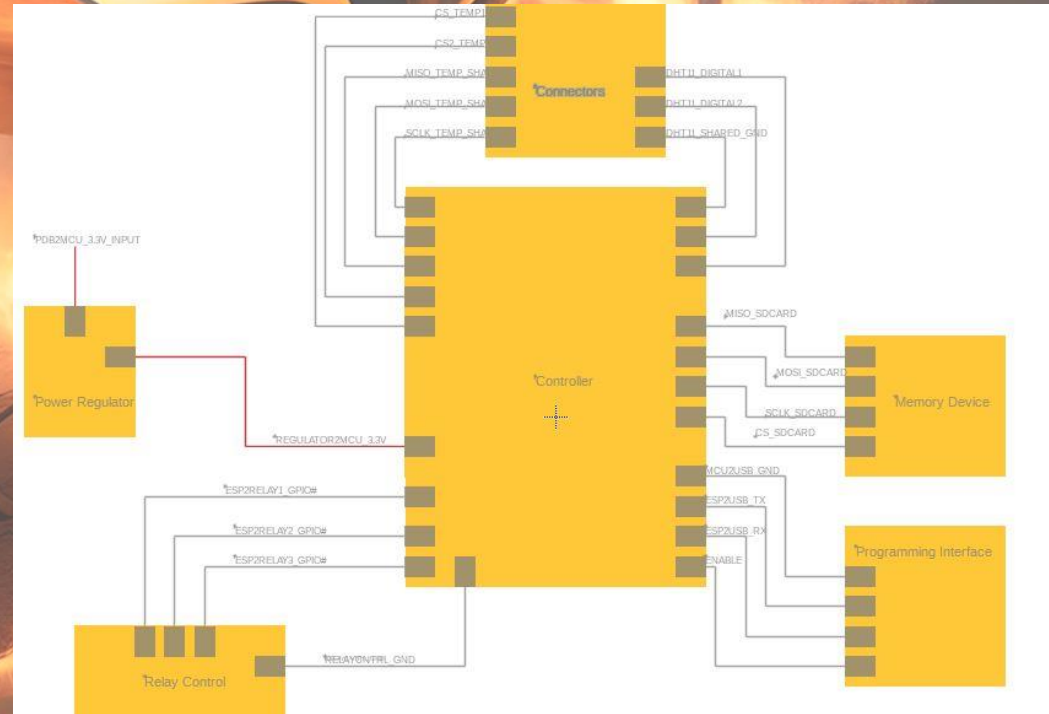 CS_TEMP1
CS2_TEMP
MISO_TEMP_SHA
MOSI_TEMP_SHA
SCLK_TEMP_SHA
Connectors
DHT11_DIGITAL1
DHT11_DIGITAL2
DHT11_SHARED_GND
PDB2MCU_3.3V_INPUT
Power Regulator
REGULATOR2MCU_3.3V
Controller
MISO_SDCARD
MOSI_SDCARD
SCLK_SDCARD
CS_SDCARD
Memory Device
ESP2RELAY1_GPIO#
ESP2RELAY2_GPIO#
ESP2RELAY3_GPIO#
MCU2USB_GND
ESP2USB_TX
ESP2USB_RX
ENABLE
Programming Interface
Relay Control